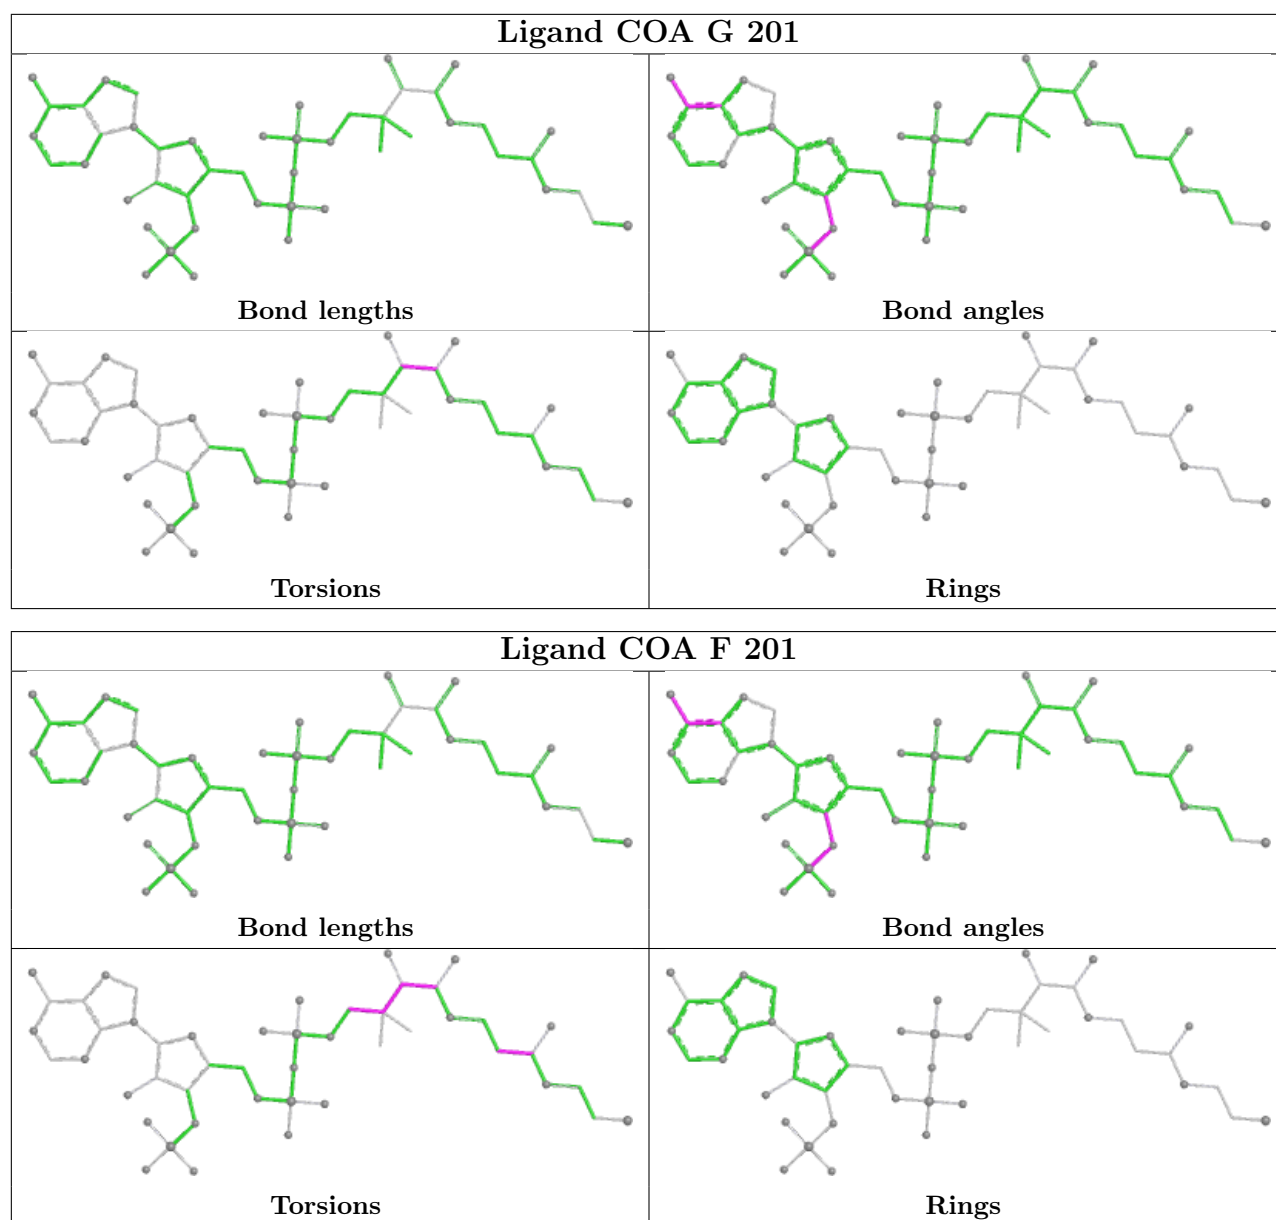 Ligand COA G 201
Bond lengths
Bond angles
Torsions
Rings
Ligand COA F 201
Bond lengths
Bond angles
Torsions
Rings